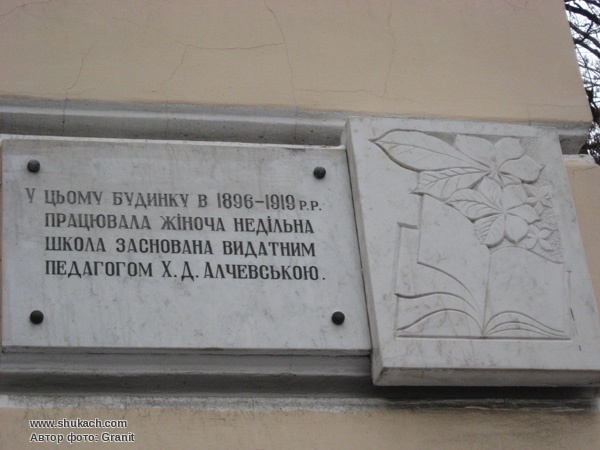 У ЦЬОМУ БУДИНКУ В 1896–1919 Р.Р.
ПРАЦЮВАЛА ЖІНОЧА НЕДІЛЬНА
ШКОЛА ЗАСНОВАНА ВИДАТНИМ
ПЕДАГОГОМ Х. Д. АЛЧЕВСЬКОЮ.
www.shukach.com
Автор фото: Granit